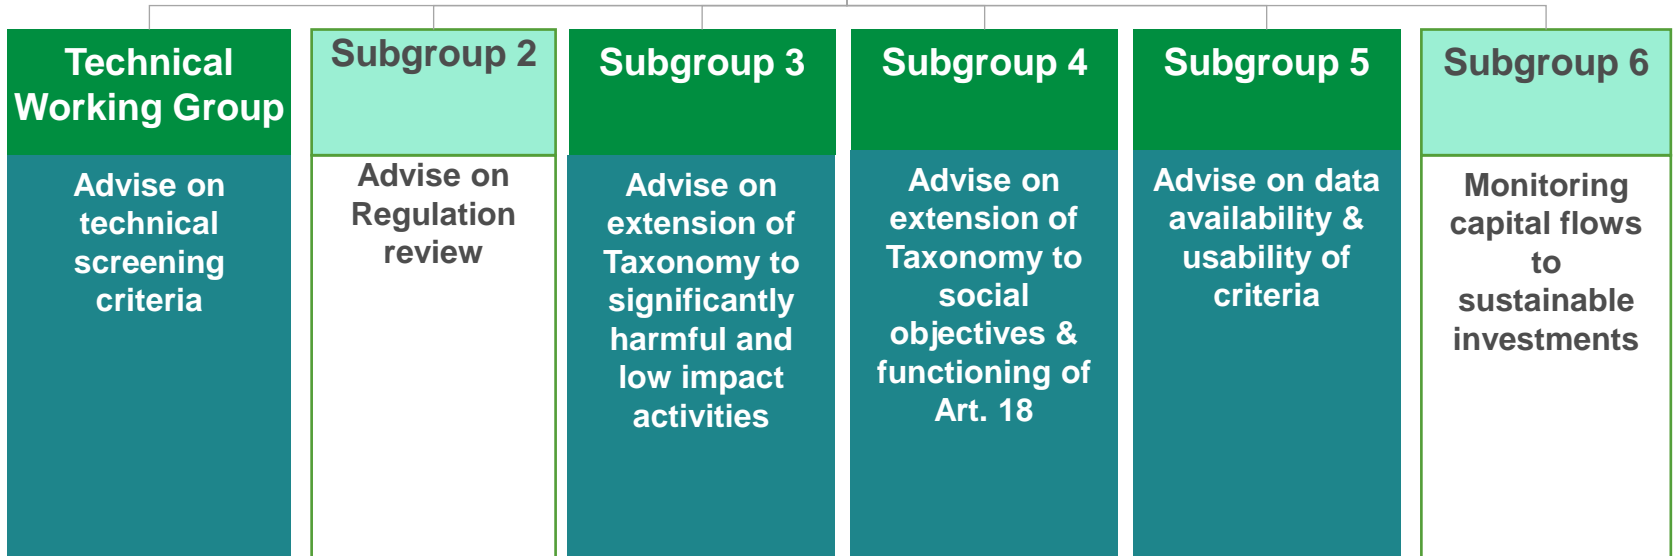 Technical
Working Group
Advise on
technical
screening
criteria
Subgroup 2
Advise on
Regulation
review
Subgroup 3
Advise on
extension of
Taxonomy to
significantly
harmful and
low impact
activities
Subgroup 4
Advise on
extension of
Taxonomy to
social
objectives &
functioning of
Art. 18
Subgroup 5
Advise on data
availability &
usability of
criteria
Subgroup 6
Monitoring
capital flows
to
sustainable
investments